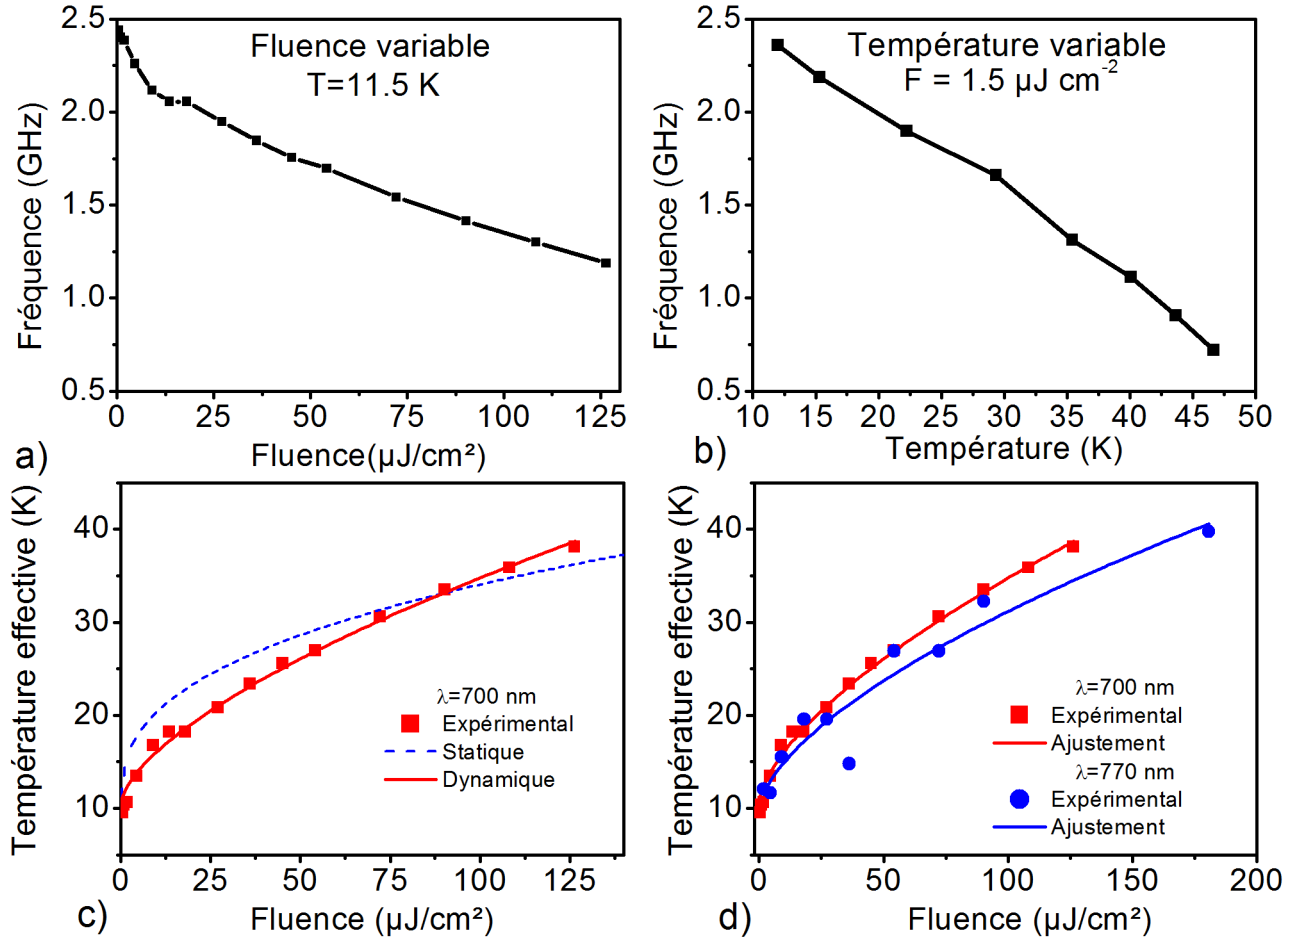 Fluence variable
T=11.5 K
Fréquence (GHz)
2.5
2.0
1.5
1.0
0.5
0
25
50
75
100
125
Fluence(µJ/cm²)
a)
Température variable
F = 1.5 µJ cm-2
Fréquence (GHz)
2.5
2.0
1.5
1.0
0.5
10
15
20
25
30
35
40
45
50
Température (K)
b)
Température effective (K)
40
30
20
10
λ=700 nm
Expérimental
Statique
Dynamique
0
25
50
75
100
125
Fluence (µJ/cm²)
c)
Température effective (K)
40
30
20
10
λ=700 nm
Expérimental
Ajustement
λ=770 nm
Expérimental
Ajustement
0
50
100
150
200
Fluence (µJ/cm²)
d)